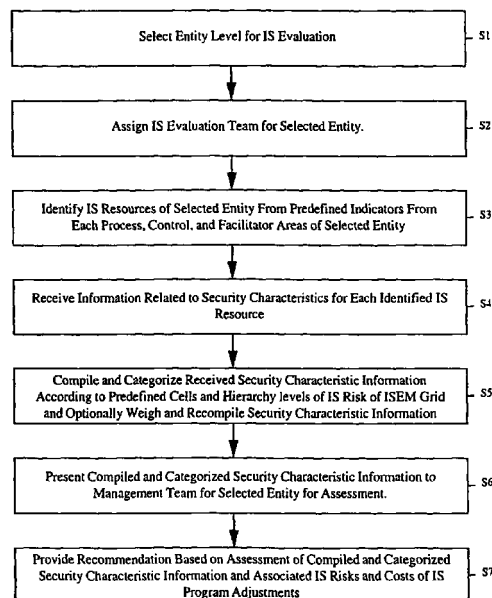 Select Entity Level for IS Evaluation
S1
Assign IS Evaluation Team for Selected Entity.
S2
Identify IS Resources of Selected Entity From Predefined Indicators From
Each Process, Control, and Facilitator Areas of Selected Entity
S3
Receive Information Related to Security Characteristics for Each Identified IS
Resource
S4
Compile and Categorize Received Security Characteristic Information
According to Predefined Cells and Hierarchy levels of IS Risk of ISEM Grid
and Optionally Weigh and Recompile Security Characteristic Information
S5
Present Compiled and Categorized Security Characteristic Information to
Management Team for Selected Entity for Assessment.
S6
Provide Recommendation Based on Assessment of Compiled and Categorized
Security Characteristic Information and Associated IS Risks and Costs of IS
Program Adjustments
S7